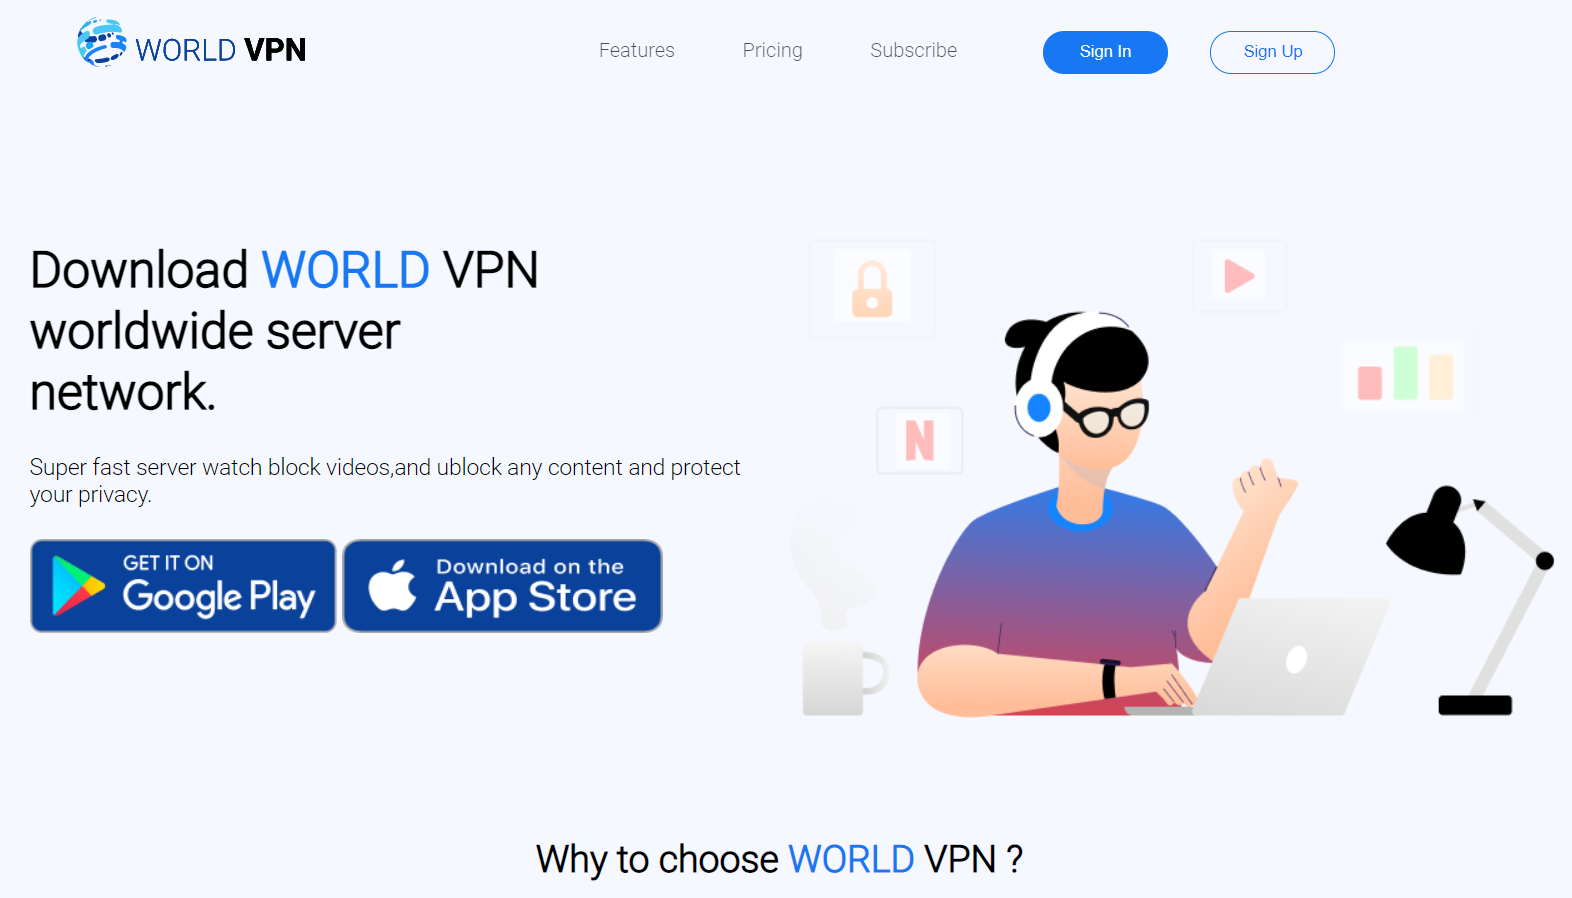 WORLD VPN
Features
Pricing
Subscribe
Sign In
Sign Up
Download WORLD VPN
worldwide server
network.
Super fast server watch block videos,and ublock any content and protect
your privacy.
GET IT ON
Google Play
Download on the
App Store
N
Why to choose WORLD VPN ?